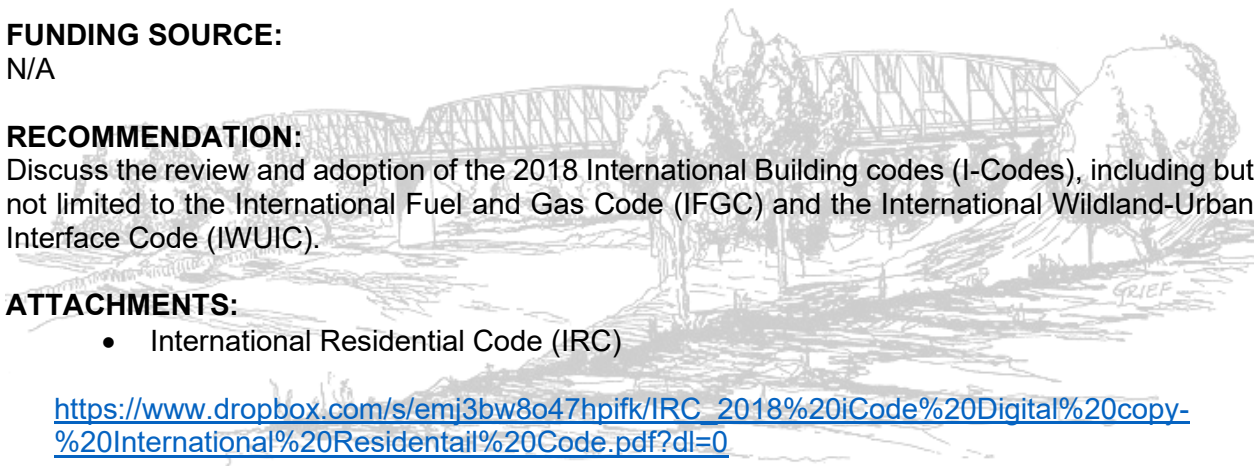 FUNDING SOURCE:
N/A
RECOMMENDATION:
Discuss the review and adoption of the 2018 International Building codes (I-Codes), including but
not limited to the International Fuel and Gas Code (IFGC) and the International Wildland-Urban
Interface Code (IWUIC).
GRIEF
ATTACHMENTS:
• International Residential Code (IRC)
https://www.dropbox.com/s/emj3bw8o47hpifk/IRC_2018%20iCode%20Digital%20copy-
%20International%20Residentail%20Code.pdf?dl=0